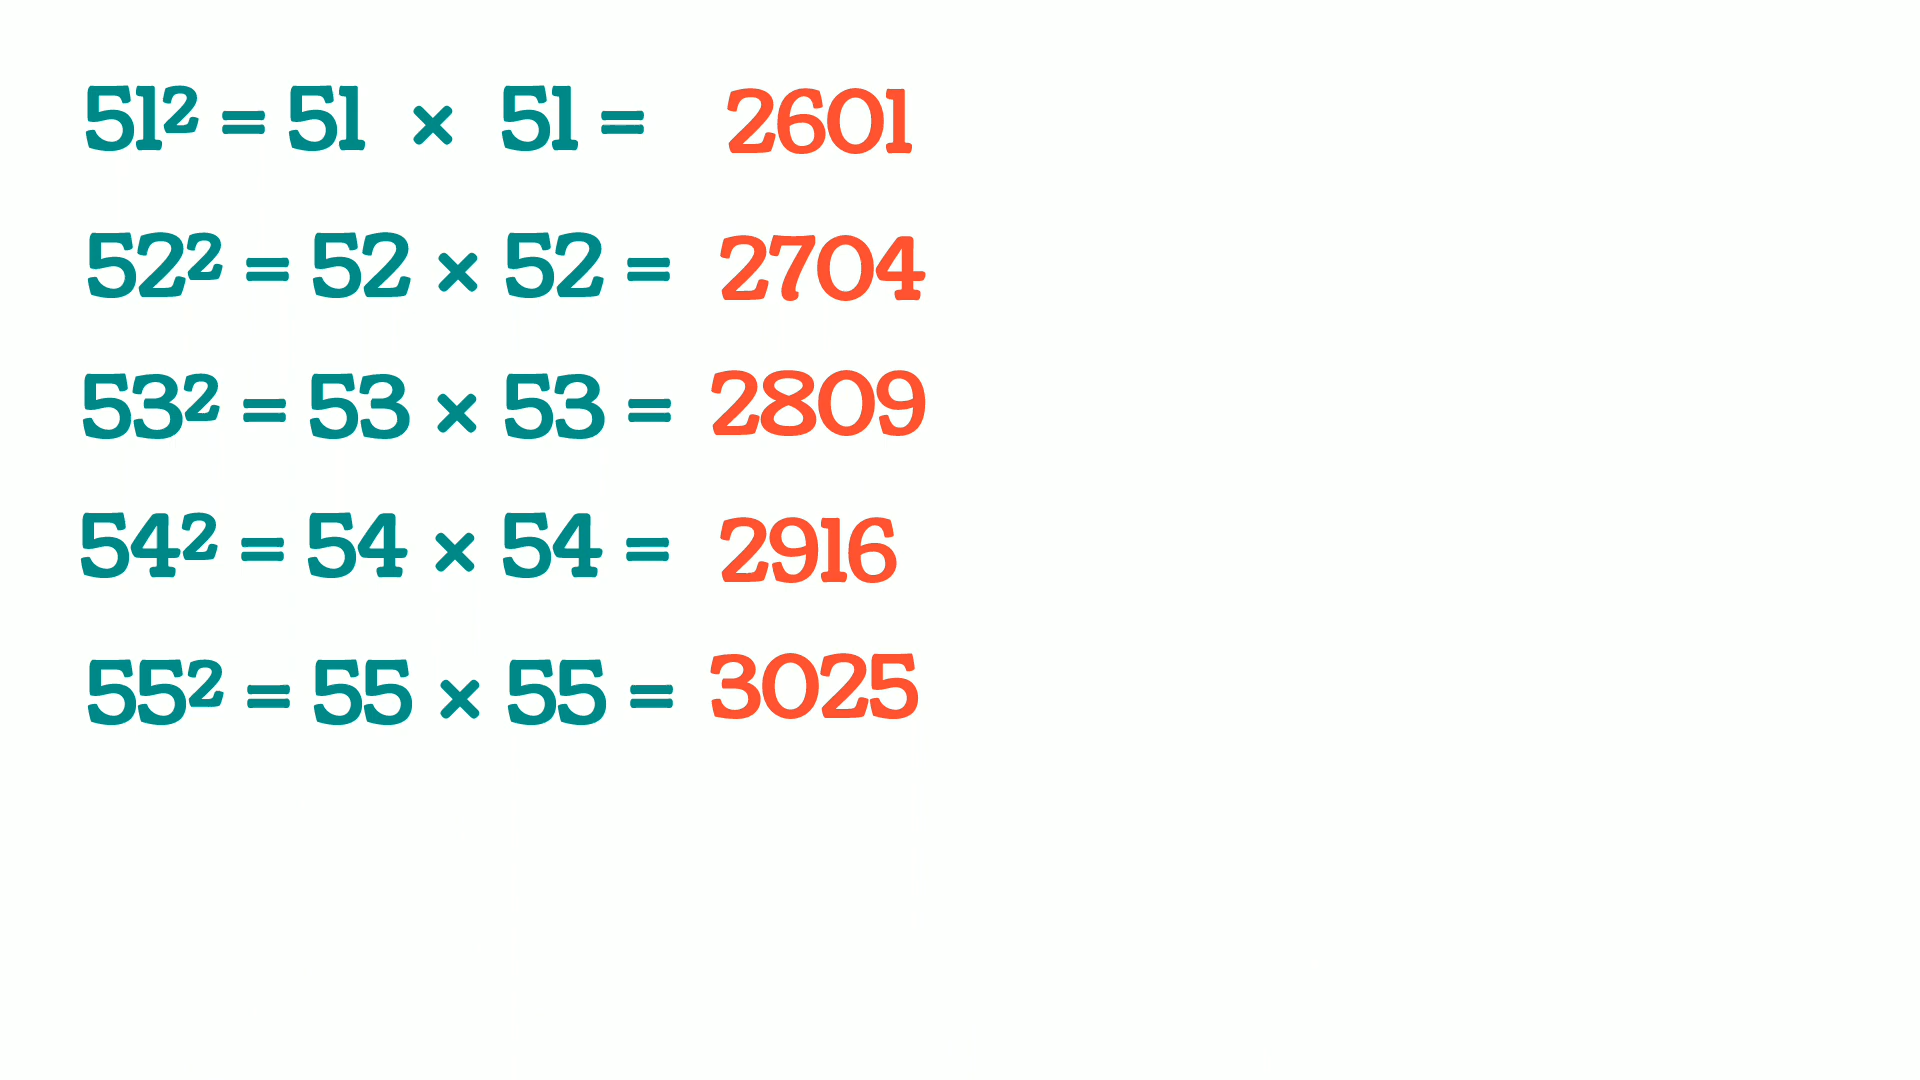 51² = 51 × 51 = 2601
52² = 52 × 52 = 2704
53² = 53 × 53 = 2809
54² = 54 × 54 = 2916
55² = 55 × 55 = 3025